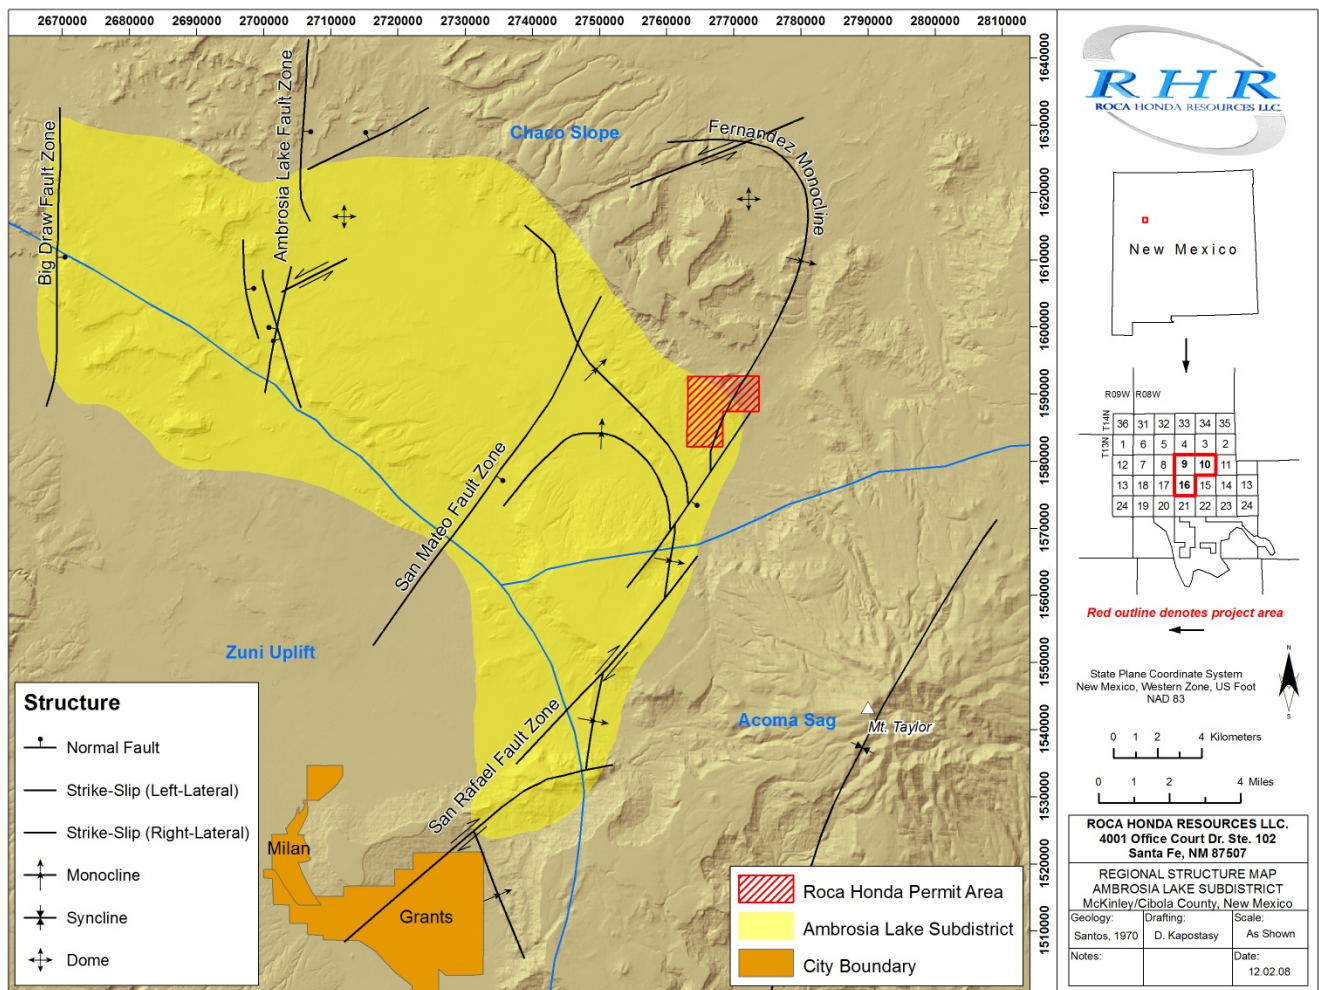 2670000 2680000 2690000 2700000 2710000 2720000 2730000 2740000 2750000 2760000 2770000 2780000 2790000 2800000 2810000
1640000
1630000
1620000
1610000
1600000
1590000
1580000
1570000
1560000
1550000
1540000
1530000
1520000
1510000
Big Draw Fault Zone
Ambrosia Lake Fault Zone
Chaco Slope
Fernandez Monocline
San Mateo Fault Zone
Zuni Uplift
San Rafael Fault Zone
Acoma Sag
Mt. Taylor
Milan
Grants
Structure
Normal Fault
Strike-Slip (Left-Lateral)
Strike-Slip (Right-Lateral)
Monocline
Syncline
Dome
Roca Honda Permit Area
Ambrosia Lake Subdistrict
City Boundary
RHR
ROCA HONDA RESOURCES LLC.
New Mexico
R09W R08W
T14N
T13N
36 31 32 33 34 35
1 6 5 4 3 2
12 7 8 9 10 11
13 18 17 16 15 14 13
24 19 20 21 22 23 24
Red outline denotes project area
State Plane Coordinate System
New Mexico, Western Zone, US Foot
NAD 83
N
S
0 1 2 4 Kilometers
0 1 2 4 Miles
ROCA HONDA RESOURCES LLC.
4001 Office Court Dr. Ste. 102
Santa Fe, NM 87507
REGIONAL STRUCTURE MAP
AMBROSIA LAKE SUBDISTRICT
McKinley/Cibola County, New Mexico
Geology: Drafting: Scale:
Santos, 1970 D. Kapostasy As Shown
Notes: Date:
12.02.08